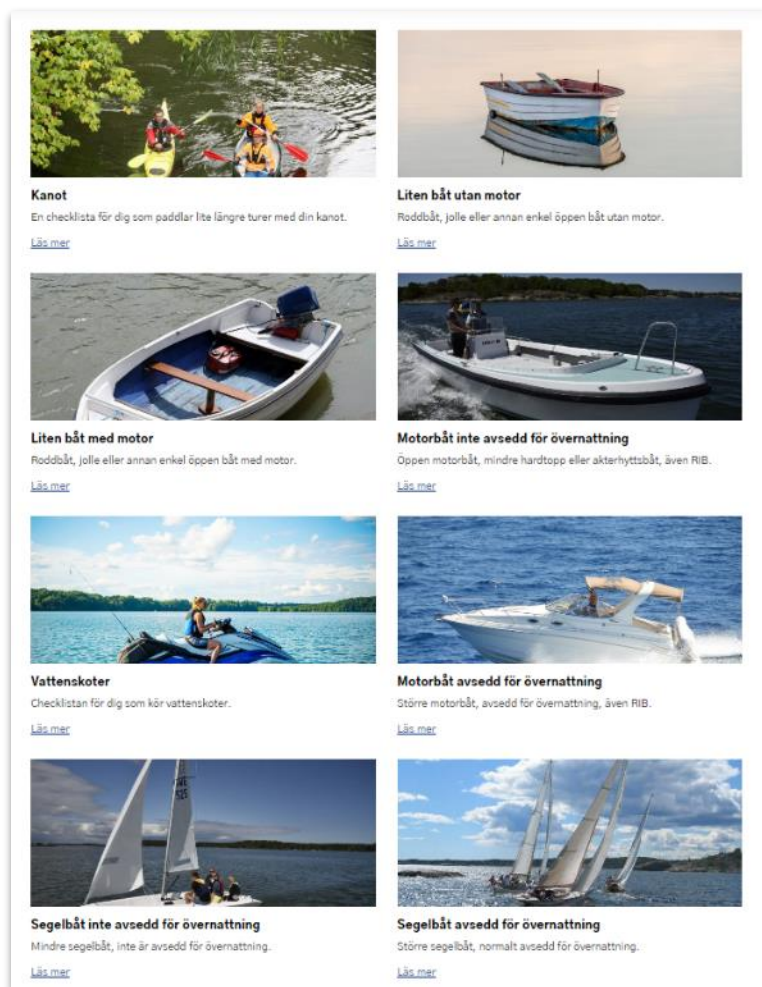 Kanot
En checklista för dig som paddlar lite längre turer med din kanot.
Läs mer
Liten båt utan motor
Roddbåt, jolle eller annan enkel öppen båt utan motor.
Läs mer
Liten båt med motor
Roddbåt, jolle eller annan enkel öppen båt med motor.
Läs mer
Motorbåt inte avsedd för övernattning
Öppen motorbåt, mindre hardtopp eller akterhyttsbåt, även RIB.
Läs mer
Vattenskoter
Checklistan för dig som kör vattenskoter.
Läs mer
Motorbåt avsedd för övernattning
Större motorbåt, avsedd för övernattning, även RIB.
Läs mer
Segelbåt inte avsedd för övernattning
Mindre segelbåt, inte är avsedd för övernattning.
Läs mer
Segelbåt avsedd för övernattning
Större segelbåt, normalt avsedd för övernattning.
Läs mer